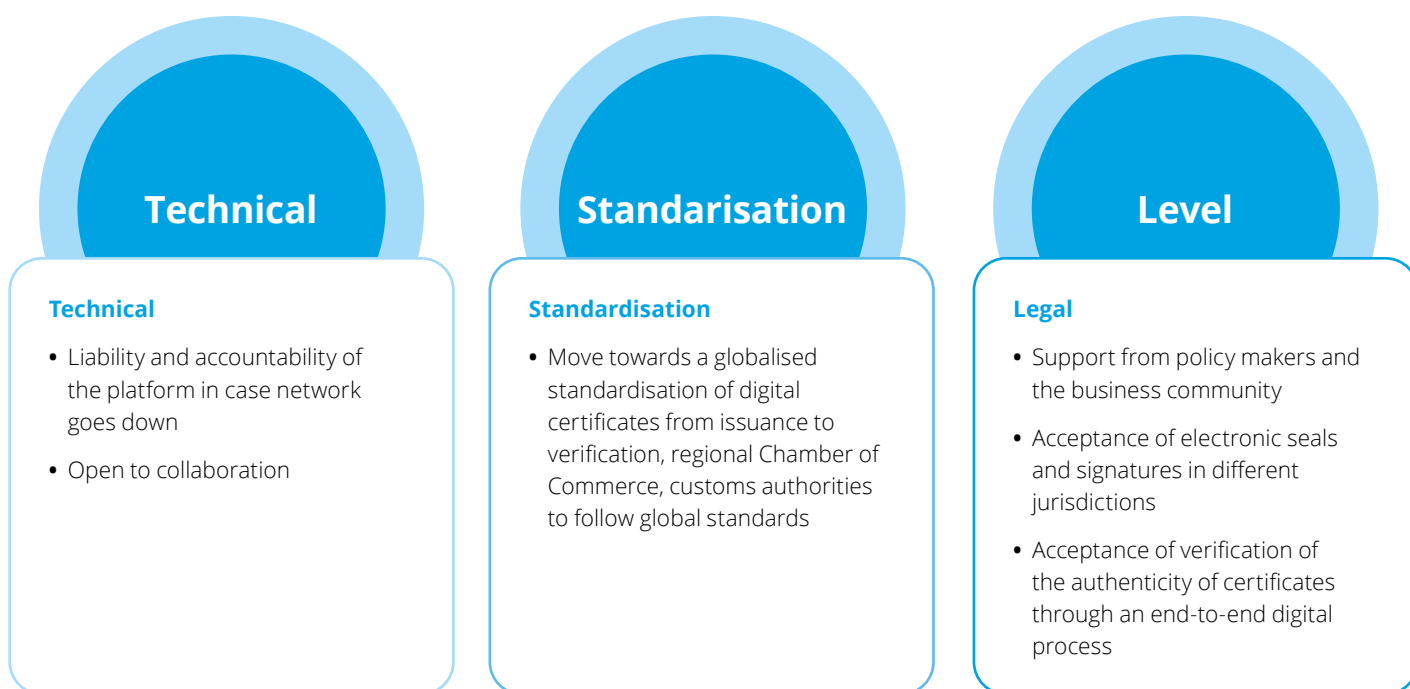 Technical
Technical
• Liability and accountability of
the platform in case network
goes down
• Open to collaboration
Standarisation
Standardisation
• Move towards a globalised
standardisation of digital
certificates from issuance to
verification, regional Chamber of
Commerce, customs authorities
to follow global standards
Level
Legal
• Support from policy makers and
the business community
• Acceptance of electronic seals
and signatures in different
jurisdictions
• Acceptance of verification of
the authenticity of certificates
through an end-to-end digital
process